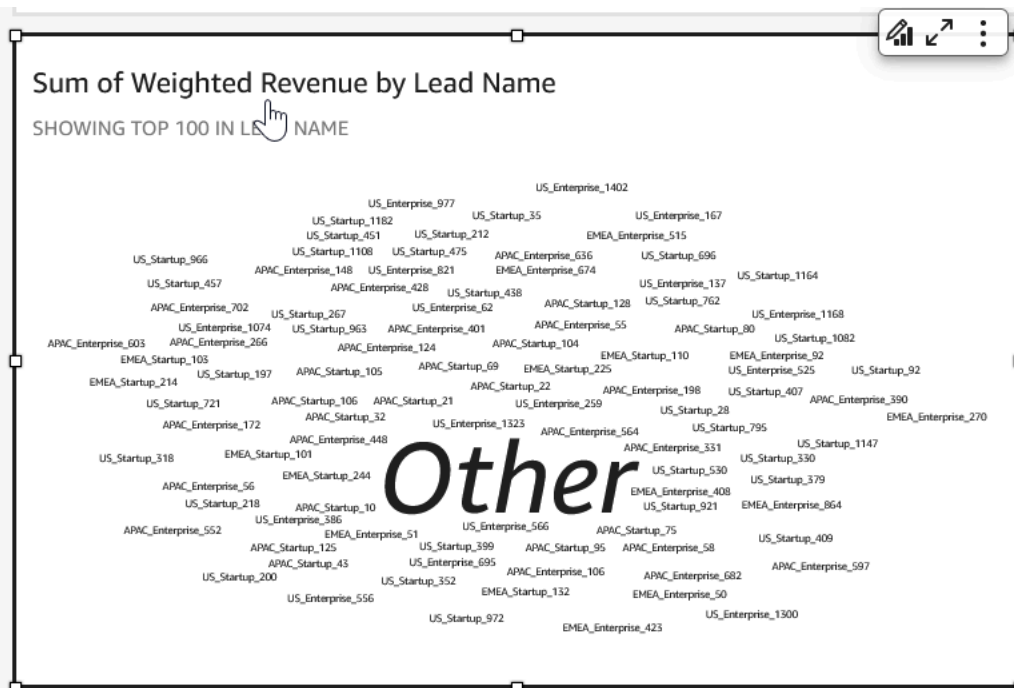 Sum of Weighted Revenue by Lead Name
SHOWING TOP 100 IN NAME
US_Enterprise_1402
US_Enterprise_977
US_Startup_35
US_Enterprise_167
US_Startup_1182
US_Startup_451
US_Startup_212
EMEA_Enterprise_515
US_Startup_1108
US_Startup_475
APAC_Enterprise_636
US_Startup_696
US_Startup_966
APAC_Enterprise_148
US_Enterprise_821
EMEA_Enterprise_674
US_Startup_1164
US_Startup_457
APAC_Enterprise_428
US_Startup_438
US_Enterprise_137
APAC_Enterprise_702
US_Startup_267
US_Enterprise_62
APAC_Startup_128
US_Startup_762
US_Enterprise_1168
US_Enterprise_1074
US_Startup_963
APAC_Enterprise_401
APAC_Enterprise_55
APAC_Startup_80
US_Startup_1082
APAC_Enterprise_603
APAC_Enterprise_266
APAC_Enterprise_124
APAC_Startup_104
EMEA_Startup_103
EMEA_Startup_110
EMEA_Enterprise_92
US_Startup_197
APAC_Startup_105
APAC_Startup_69
EMEA_Startup_225
US_Enterprise_525
US_Startup_92
EMEA_Startup_214
APAC_Startup_22
APAC_Enterprise_198
US_Startup_407
APAC_Enterprise_390
US_Startup_721
APAC_Startup_106
APAC_Startup_21
US_Enterprise_259
US_Startup_28
EMEA_Enterprise_270
APAC_Enterprise_172
APAC_Startup_32
US_Enterprise_1323
APAC_Enterprise_564
US_Startup_795
APAC_Enterprise_448
APAC_Enterprise_331
US_Startup_1147
US_Startup_318
EMEA_Startup_101
US_Startup_330
EMEA_Startup_244
Other
US_Startup_530
US_Startup_379
APAC_Enterprise_56
EMEA_Enterprise_408
US_Startup_218
APAC_Startup_10
US_Startup_921
EMEA_Enterprise_864
US_Enterprise_386
APAC_Enterprise_552
EMEA_Enterprise_51
US_Enterprise_566
APAC_Startup_75
US_Startup_409
APAC_Startup_125
US_Startup_399
APAC_Startup_95
APAC_Enterprise_58
APAC_Startup_43
US_Enterprise_695
APAC_Enterprise_106
APAC_Enterprise_597
US_Startup_200
US_Startup_352
APAC_Enterprise_682
US_Enterprise_556
EMEA_Startup_132
EMEA_Enterprise_50
US_Startup_972
US_Enterprise_1300
EMEA_Enterprise_423